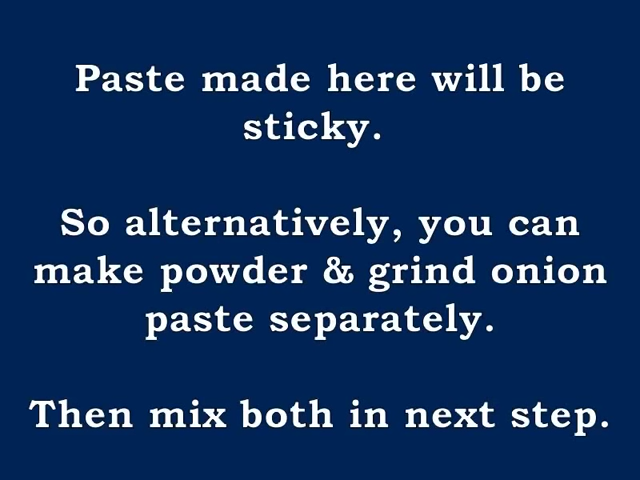 Paste made here will be
sticky.
So alternatively, you can
make powder & grind onion
paste separately.
Then mix both in next step.